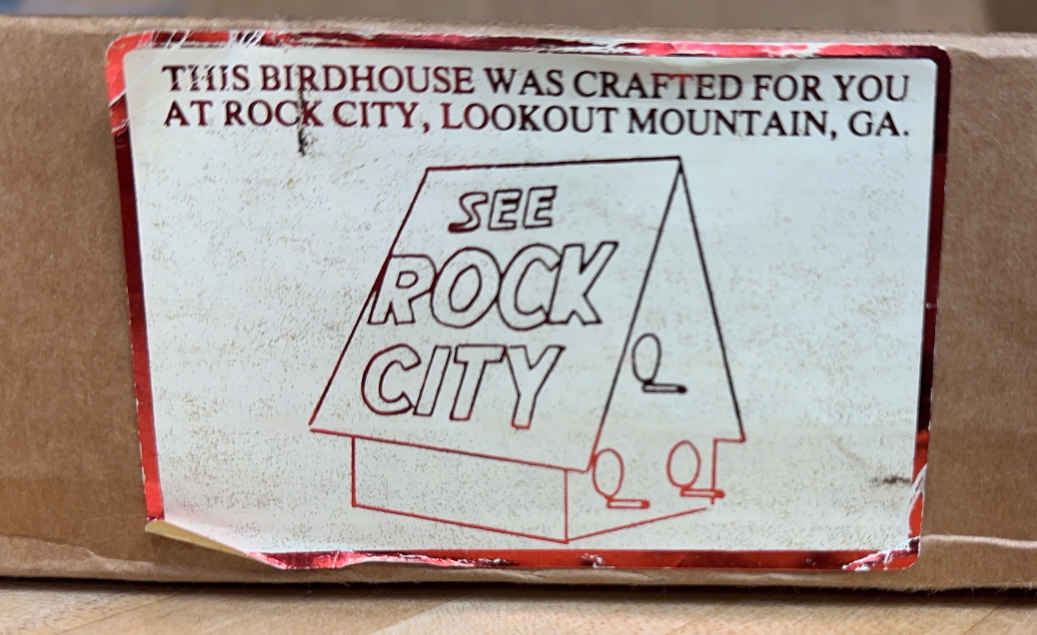 THIS BIRDHOUSE WAS CRAFTED FOR YOU
AT ROCK CITY, LOOKOUT MOUNTAIN, GA.
SEE
ROCK
CITY